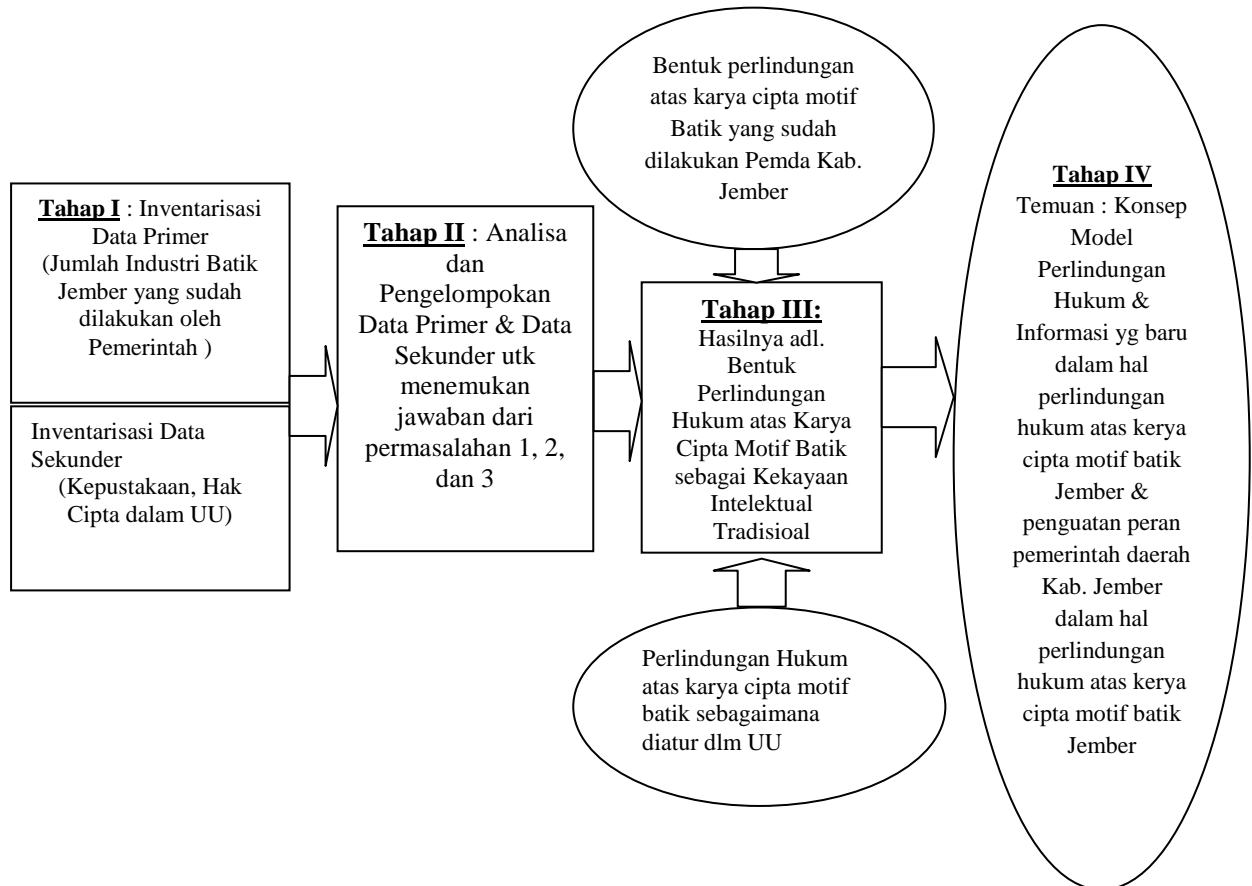 Tahap I : Inventarisasi
Data Primer
(Jumlah Industri Batik
Jember yang sudah
dilakukan oleh
Pemerintah )
Inventarisasi Data
Sekunder
(Kepustakaan, Hak
Cipta dalam UU)
Tahap II : Analisa
dan
Pengelompokan
Data Primer & Data
Sekunder utk
menemukan
jawaban dari
permasalahan 1, 2,
dan 3
Bentuk perlindungan
atas karya cipta motif
Batik yang sudah
dilakukan Pemda Kab.
Jember
Tahap III:
Hasilnya adl.
Bentuk
Perlindungan
Hukum atas Karya
Cipta Motif Batik
sebagai Kekayaan
Intelektual
Tradisioal
Perlindungan Hukum
atas karya cipta motif
batik sebagaimana
diatur dlm UU
Tahap IV
Temuan : Konsep
Model
Perlindungan
Hukum &
Informasi yg baru
dalam hal
perlindungan
hukum atas kerya
cipta motif batik
Jember &
penguatan peran
pemerintah daerah
Kab. Jember
dalam hal
perlindungan
hukum atas kerya
cipta motif batik
Jember